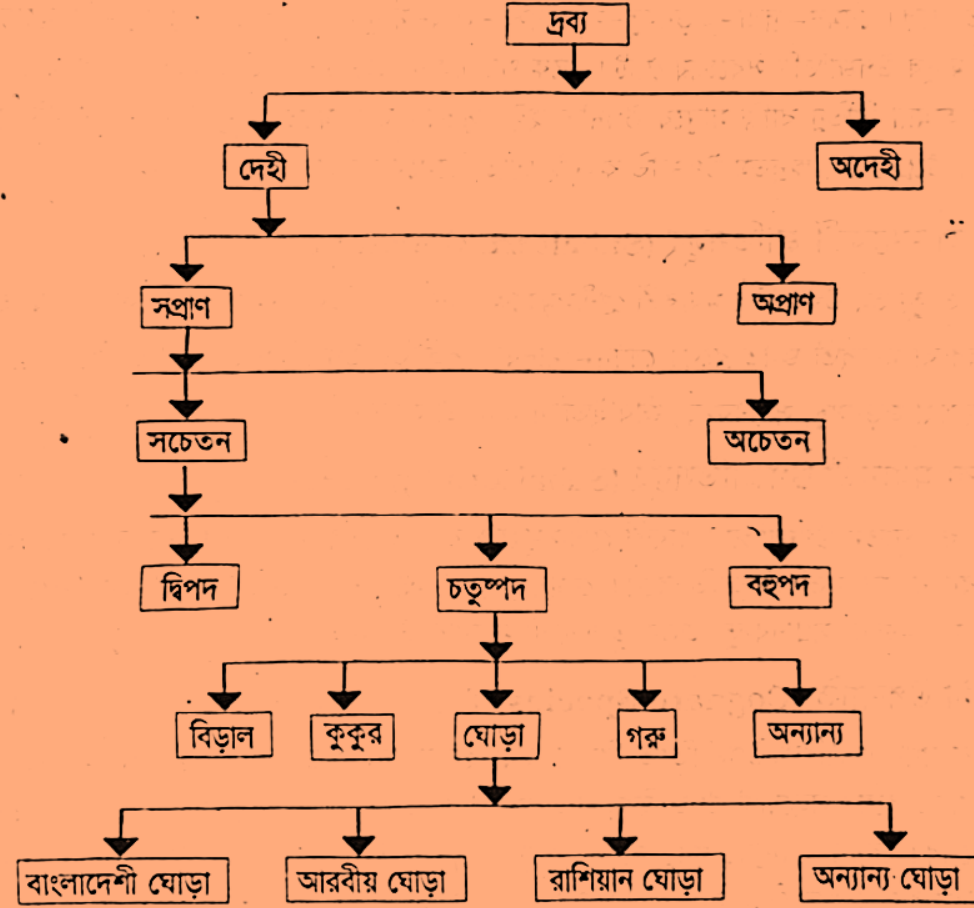 দ্রব্য
দেহী অদেহী
সপ্রাণ অপ্রাণ
সচেতন অচেতন
দ্বিপদ চতুষ্পদ বহুপদ
বিড়াল কুকুর ঘোড়া গরু অন্যান্য
বাংলাদেশী ঘোড়া আরবীয় ঘোড়া রাশিয়ান ঘোড়া অন্যান্য ঘোড়া